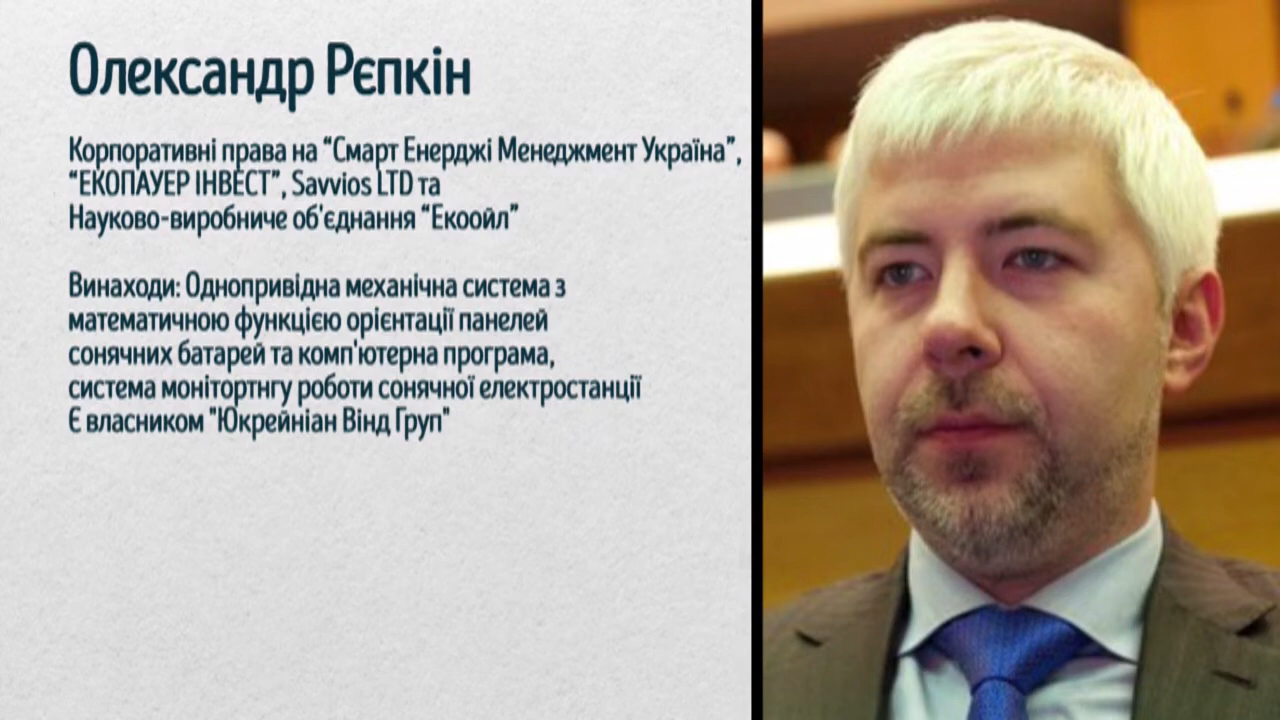 Олександр Рєпкін
Корпоративні права на “Смарт Енерджі Менеджмент Україна”,
“ЕКОПАУЕР ІНВЕСТ”, Savvios LTD та
Науково-виробниче об'єднання “Екоойл”
Винаходи: Однопривідна механічна система з
математичною функцією орієнтації панелей
сонячних батарей та комп'ютерна програма,
система монітортнгу роботи сонячної електростанції
Є власником "Юкрейніан Вінд Груп"